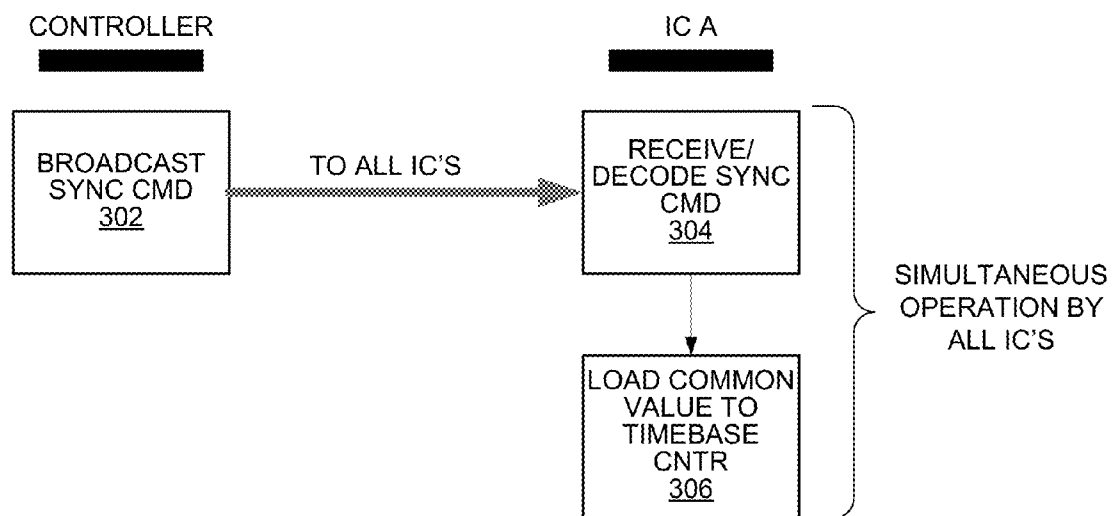 CONTROLLER
IC A
BROADCAST
SYNC CMD
302
TO ALL IC'S
RECEIVE/
DECODE SYNC
CMD
304
SIMULTANEOUS
OPERATION BY
ALL IC'S
LOAD COMMON
VALUE TO
TIMEBASE
CNTR
306